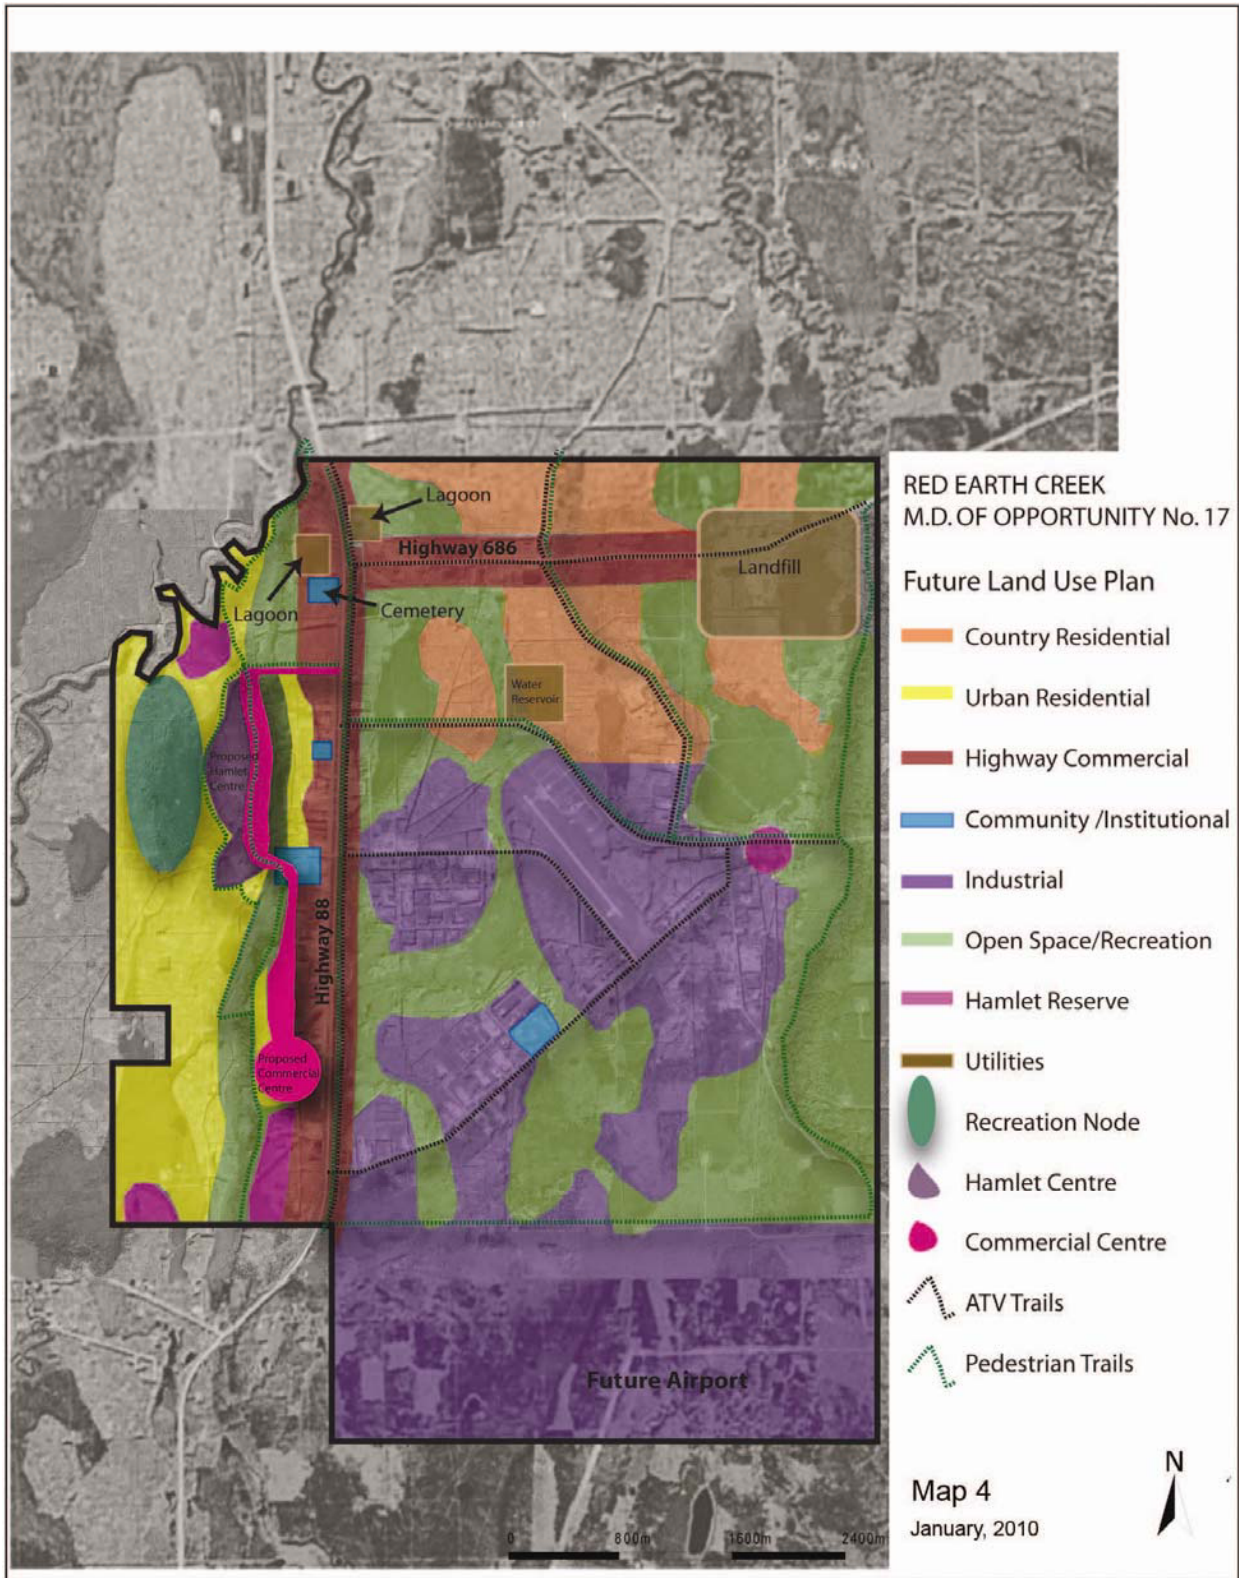 Lagoon
Highway 686
Landfill
Lagoon
Cemetery
Water
Reservoir
Proposed
Hamlet
Centre
Highway 88
Proposed
Commercial
Centre
Future Airport
0 800m 1600m 2400m
RED EARTH CREEK
M.D. OF OPPORTUNITY No. 17
Future Land Use Plan
Country Residential
Urban Residential
Highway Commercial
Community /Institutional
Industrial
Open Space/Recreation
Hamlet Reserve
Utilities
Recreation Node
Hamlet Centre
Commercial Centre
ATV Trails
Pedestrian Trails
N
Map 4
January, 2010